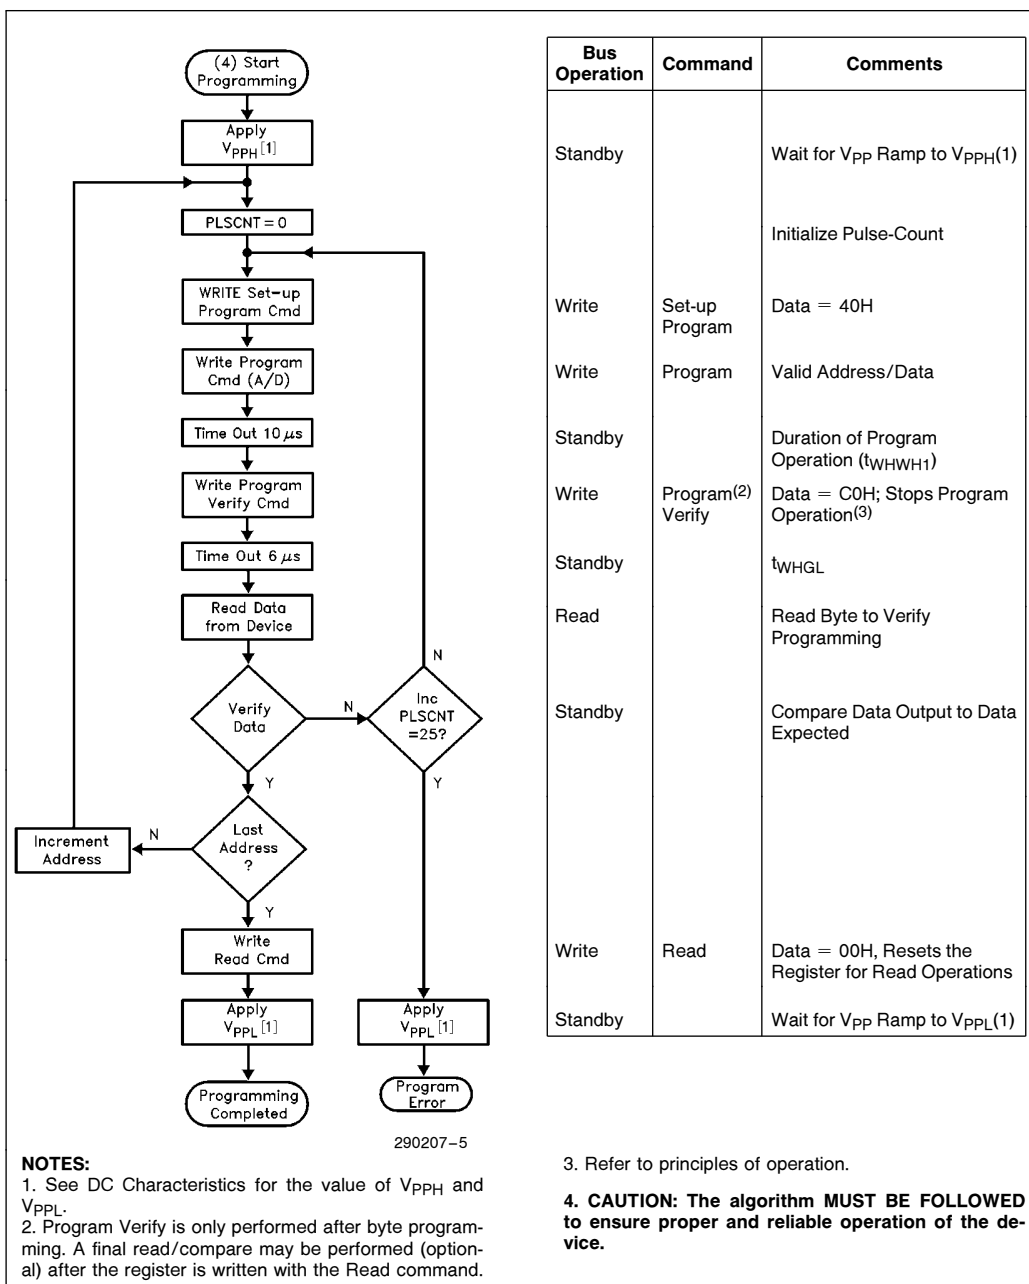 (4) Start
Programming
Apply
VPPH[1]
PLSCNT = 0
WRITE Set-up
Program Cmd
Write Program
Cmd (A/D)
Time Out 10 μs
Write Program
Verify Cmd
Time Out 6 μs
Read Data
from Device
Verify
Data
N
Y
Inc
PLSCNT
=25?
N
Y
Last
Address
?
N
Y
Increment
Address
Write
Read Cmd
Apply
VPPL[1]
Programming
Completed
Apply
VPPL[1]
Program
Error
290207–5
Bus
Operation
Command
Comments
Standby
Wait for VPP Ramp to VPPH(1)
Initialize Pulse-Count
Write
Set-up
Program
Data = 40H
Write
Program
Valid Address/Data
Standby
Duration of Program
Operation (tWHWH1)
Write
Program(2)
Verify
Data = C0H; Stops Program
Operation(3)
Standby
tWHGL
Read
Read Byte to Verify
Programming
Standby
Compare Data Output to Data
Expected
Write
Read
Data = 00H, Resets the
Register for Read Operations
Standby
Wait for VPP Ramp to VPPL(1)
NOTES:
1. See DC Characteristics for the value of VPPH and
VPPL.
2. Program Verify is only performed after byte program-
ming. A final read/compare may be performed (option-
al) after the register is written with the Read command.
3. Refer to principles of operation.
4. CAUTION: The algorithm MUST BE FOLLOWED
to ensure proper and reliable operation of the de-
vice.